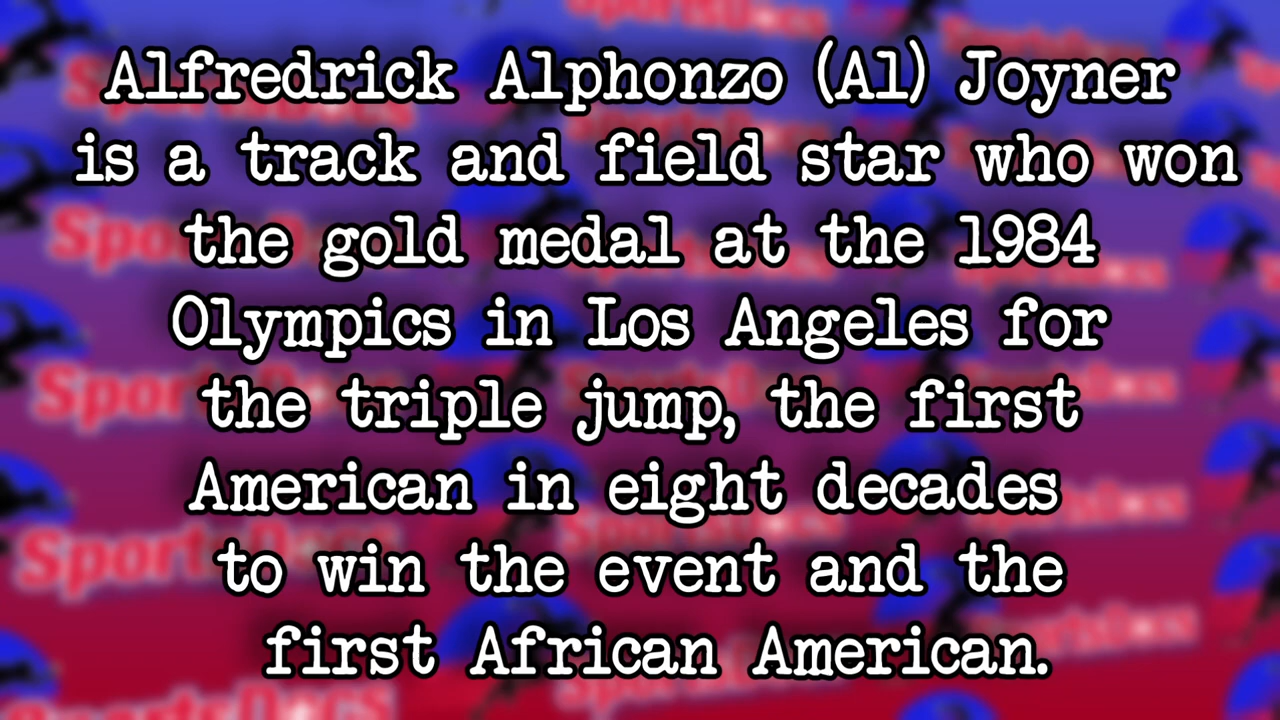 Alfredrick Alphonzo (Al) Joyner
is a track and field star who won
the gold medal at the 1984
Olympics in Los Angeles for
the triple jump, the first
American in eight decades
to win the event and the
first African American.